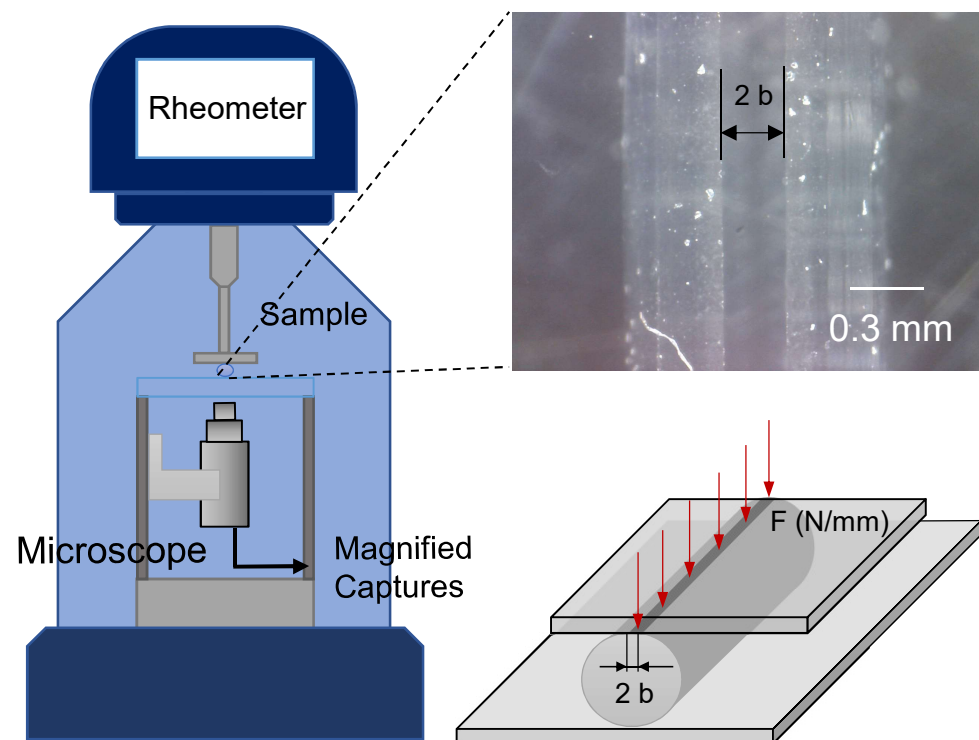 Rheometer
2 b
Sample
0.3 mm
F (N/mm)
Microscope
Magnified
Captures
2 b